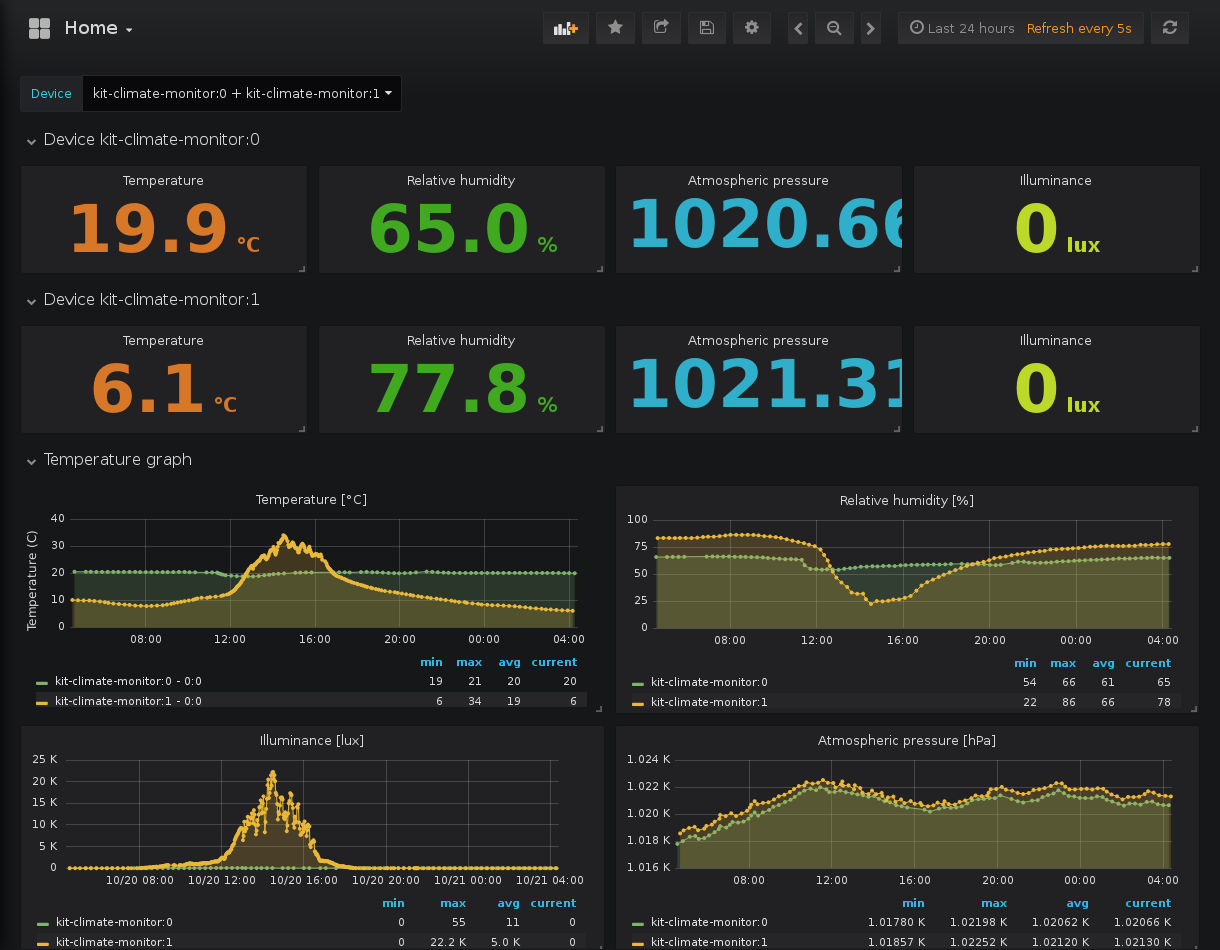 Home
Last 24 hours Refresh every 5s
Device kit-climate-monitor:0 + kit-climate-monitor:1
Device kit-climate-monitor:0
Temperature Relative humidity Atmospheric pressure Illuminance
19.9 °C 65.0 % 1020.66 0 lux
Device kit-climate-monitor:1
Temperature Relative humidity Atmospheric pressure Illuminance
6.1 °C 77.8 % 1021.31 0 lux
Temperature graph
Temperature [°C]
Temperature (C)
40
30
20
10
0
08:00 12:00 16:00 20:00 00:00 04:00
min max avg current
kit-climate-monitor:0 - 0:0 19 21 20 20
kit-climate-monitor:1 - 0:0 6 34 19 6
Relative humidity [%]
100
75
50
25
0
08:00 12:00 16:00 20:00 00:00 04:00
min max avg current
kit-climate-monitor:0 54 66 61 65
kit-climate-monitor:1 22 86 66 78
Illuminance [lux]
25 K
20 K
15 K
10 K
5 K
0
10/20 08:00 10/20 12:00 10/20 16:00 10/20 20:00 10/21 00:00 10/21 04:00
min max avg current
kit-climate-monitor:0 0 55 11 0
kit-climate-monitor:1 0 22.2 K 5.0 K 0
Atmospheric pressure [hPa]
1.024 K
1.022 K
1.020 K
1.018 K
1.016 K
08:00 12:00 16:00 20:00 00:00 04:00
min max avg current
kit-climate-monitor:0 1.01780 K 1.02198 K 1.02062 K 1.02066 K
kit-climate-monitor:1 1.01857 K 1.02252 K 1.02120 K 1.02130 K